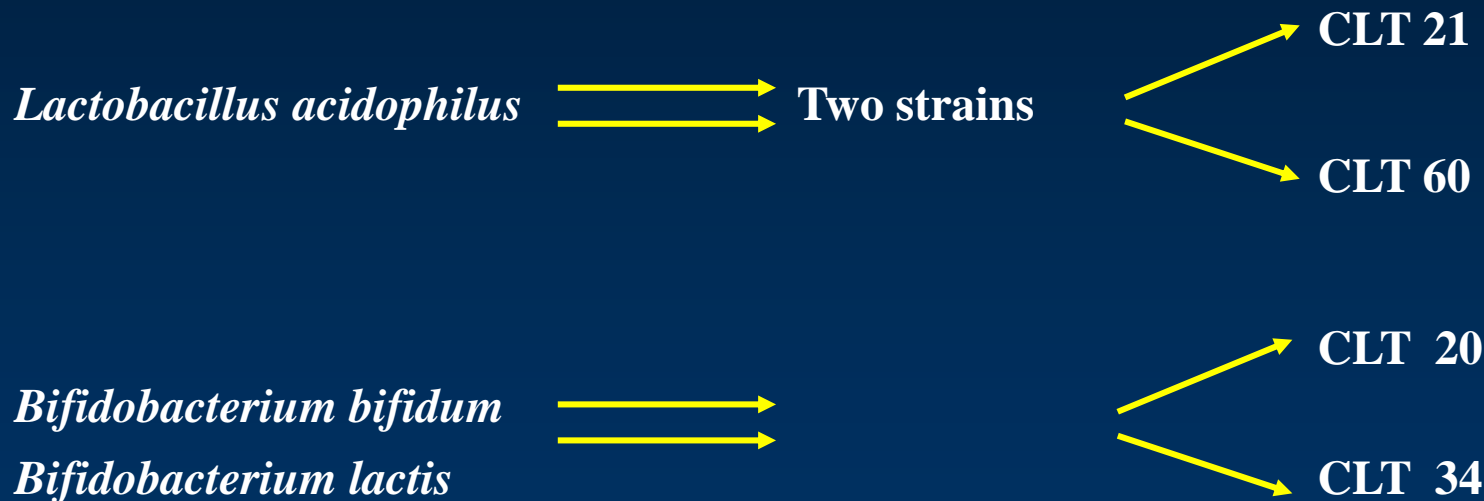 CLT 21
Lactobacillus acidophilus Two strains
CLT 60
CLT 20
Bifidobacterium bifidum
Bifidobacterium lactis CLT 34